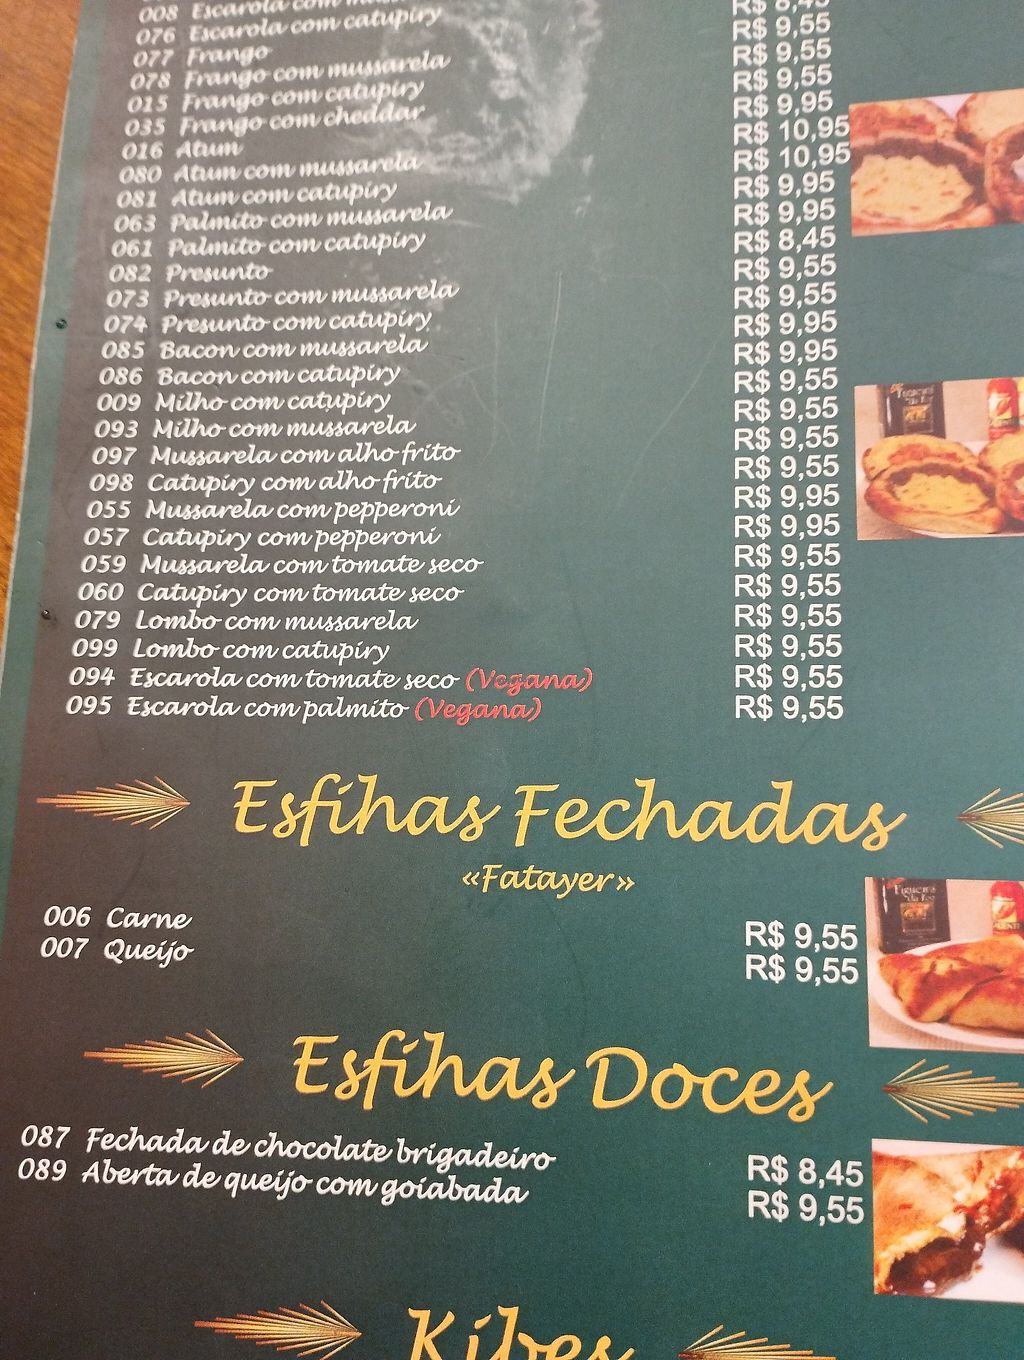 008 Escarola com
076 Escarola com catupiry
077 Frango R$ 8,45
078 Frango com mussarela R$ 9,55
015 Frango com catupiry R$ 9,55
035 Frango com cheddar R$ 9,55
016 Atum R$ 9,95
080 Atum com mussarela R$ 10,95
081 Atum com catupiry R$ 10,95
063 Palmito com mussarela R$ 9,95
061 Palmito com catupiry R$ 9,95
082 Presunto R$ 8,45
073 Presunto com mussarela R$ 9,55
074 Presunto com catupiry R$ 9,55
085 Bacon com mussarela R$ 9,95
086 Bacon com catupiry R$ 9,95
009 Milho com catupiry R$ 9,55
093 Milho com mussarela R$ 9,55
097 Mussarela com alho frito R$ 9,55
098 Catupiry com alho frito R$ 9,55
055 Mussarela com pepperoni R$ 9,95
057 Catupiry com pepperoni R$ 9,95
059 Mussarela com tomate seco R$ 9,55
060 Catupiry com tomate seco R$ 9,55
079 Lombo com mussarela R$ 9,55
099 Lombo com catupiry R$ 9,55
094 Escarola com tomate seco (Vegana) R$ 9,55
095 Escarola com palmito (Vegana) R$ 9,55
Esfihas Fechadas
«Fatayer»
006 Carne R$ 9,55
007 Queijo R$ 9,55
Esfihas Doces
087 Fechada de chocolate brigadeiro R$ 8,45
089 Aberta de queijo com goiabada R$ 9,55
Kibes